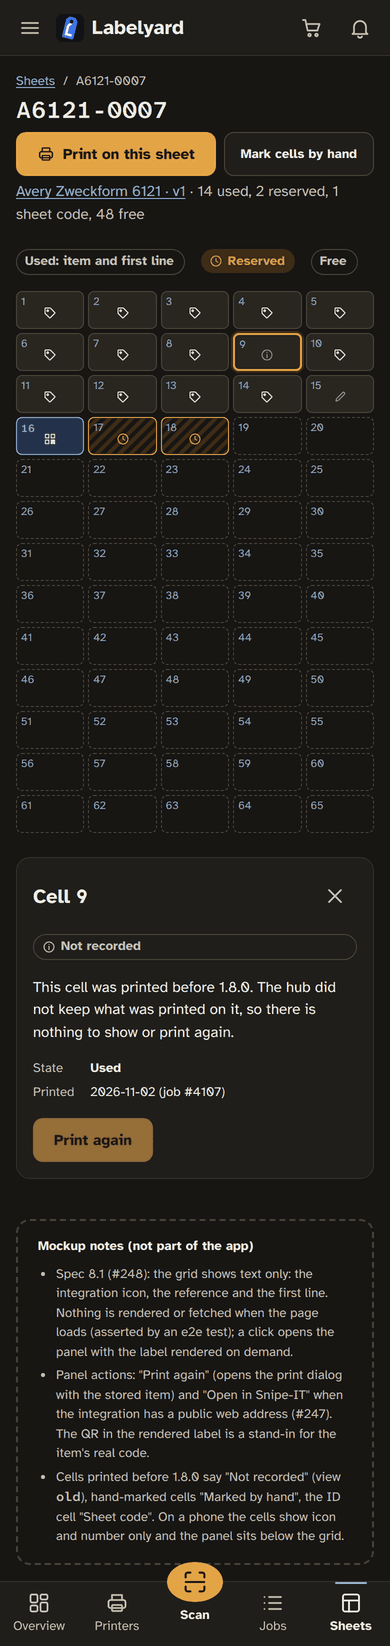 Labelyard
Sheets / A6121-0007
A6121-0007
Print on this sheet
Mark cells by hand
Avery Zweckform 6121 · v1 · 14 used, 2 reserved, 1
sheet code, 48 free
Used: item and first line
Reserved
Free
1 2 3 4 5
6 7 8 9 10
11 12 13 14 15
16 17 18 19 20
21 22 23 24 25
26 27 28 29 30
31 32 33 34 35
36 37 38 39 40
41 42 43 44 45
46 47 48 49 50
51 52 53 54 55
56 57 58 59 60
61 62 63 64 65
Cell 9
Not recorded
This cell was printed before 1.8.0. The hub did
not keep what was printed on it, so there is
nothing to show or print again.
State Used
Printed 2026-11-02 (job #4107)
Print again
Mockup notes (not part of the app)
• Spec 8.1 (#248): the grid shows text only: the
integration icon, the reference and the first line.
Nothing is rendered or fetched when the page
loads (asserted by an e2e test); a click opens the
panel with the label rendered on demand.
• Panel actions: "Print again" (opens the print dialog
with the stored item) and "Open in Snipe-IT" when
the integration has a public web address (#247).
The QR in the rendered label is a stand-in for the
item's real code.
• Cells printed before 1.8.0 say "Not recorded" (view
old), hand-marked cells "Marked by hand", the ID
cell "Sheet code". On a phone the cells show icon
and number only and the panel sits below the grid.
Overview
Printers
Scan
Jobs
Sheets